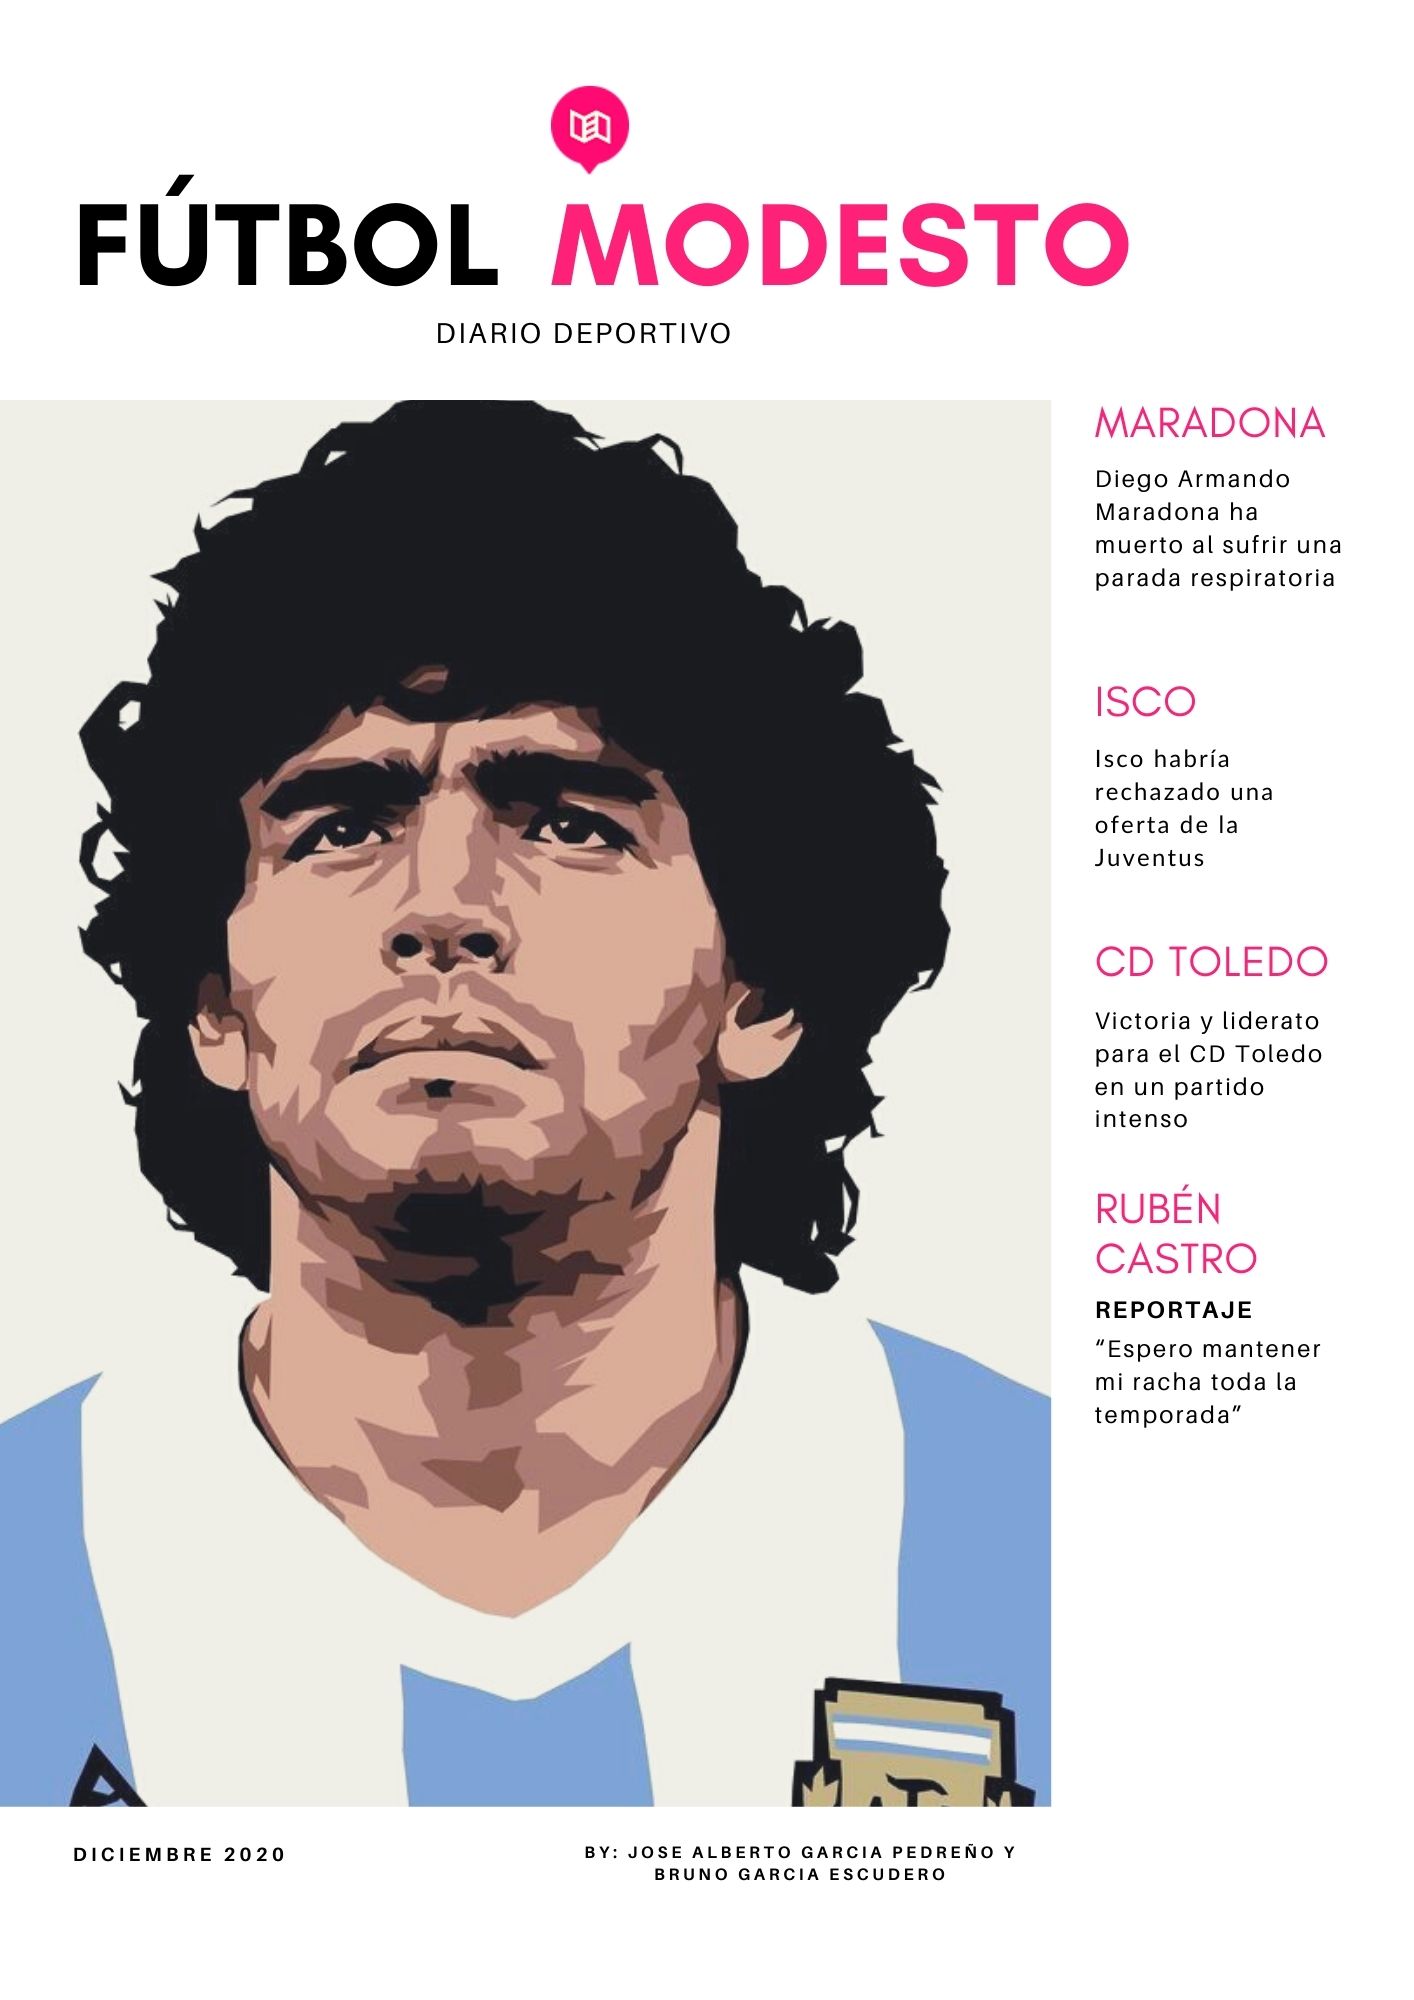 FÚTBOL MODESTO
DIARIO DEPORTIVO
MARADONA
Diego Armando
Maradona ha
muerto al sufrir una
parada respiratoria
ISCO
Isco habría
rechazado una
oferta de la
Juventus
CD TOLEDO
Victoria y liderato
para el CD Toledo
en un partido
intenso
RUBÉN
CASTRO
REPORTAJE
“Espero mantener
mi racha toda la
temporada”
DICIEMBRE 2020
BY: JOSE ALBERTO GARCIA PEDREÑO Y
BRUNO GARCIA ESCUDERO